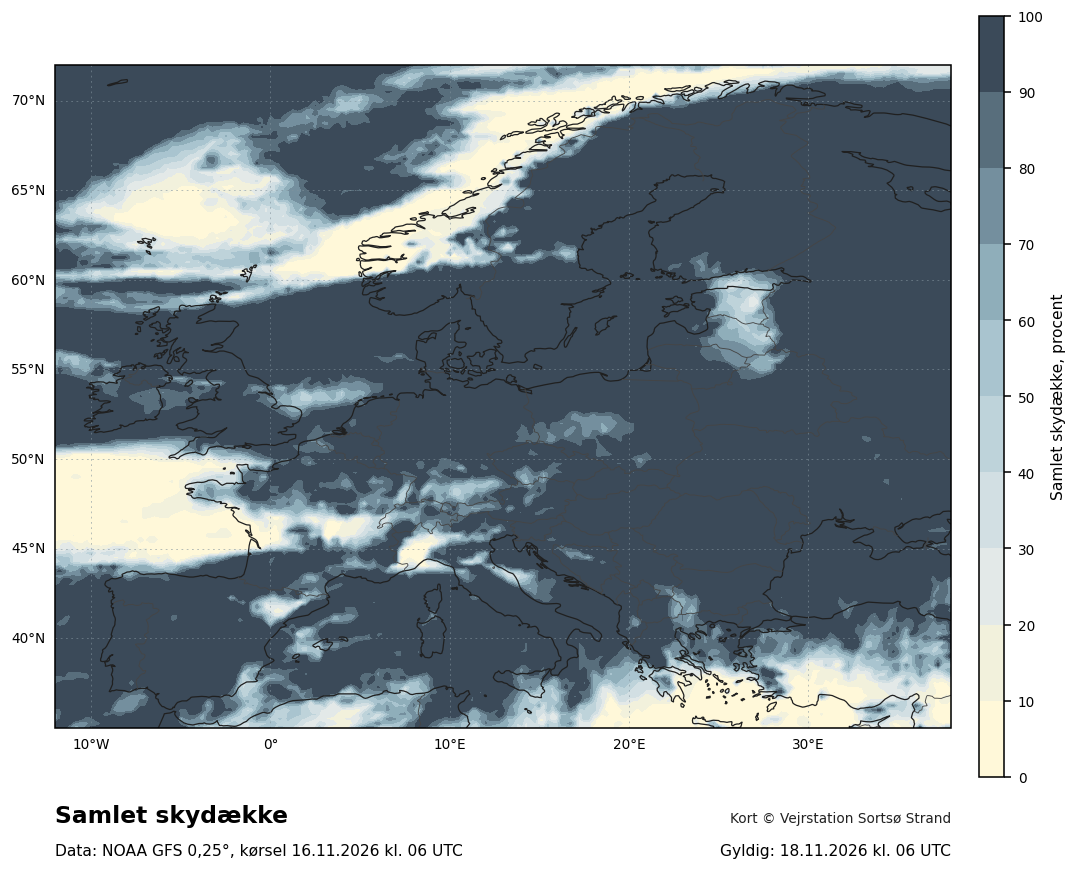 100
90
80
70
60
50
40
30
20
10
0
Samlet skydække, procent
70°N
65°N
60°N
55°N
50°N
45°N
40°N
10°W
0°
10°E
20°E
30°E
Samlet skydække
Kort © Vejrstation Sortsø Strand
Data: NOAA GFS 0,25°, kørsel 16.11.2026 kl. 06 UTC
Gyldig: 18.11.2026 kl. 06 UTC